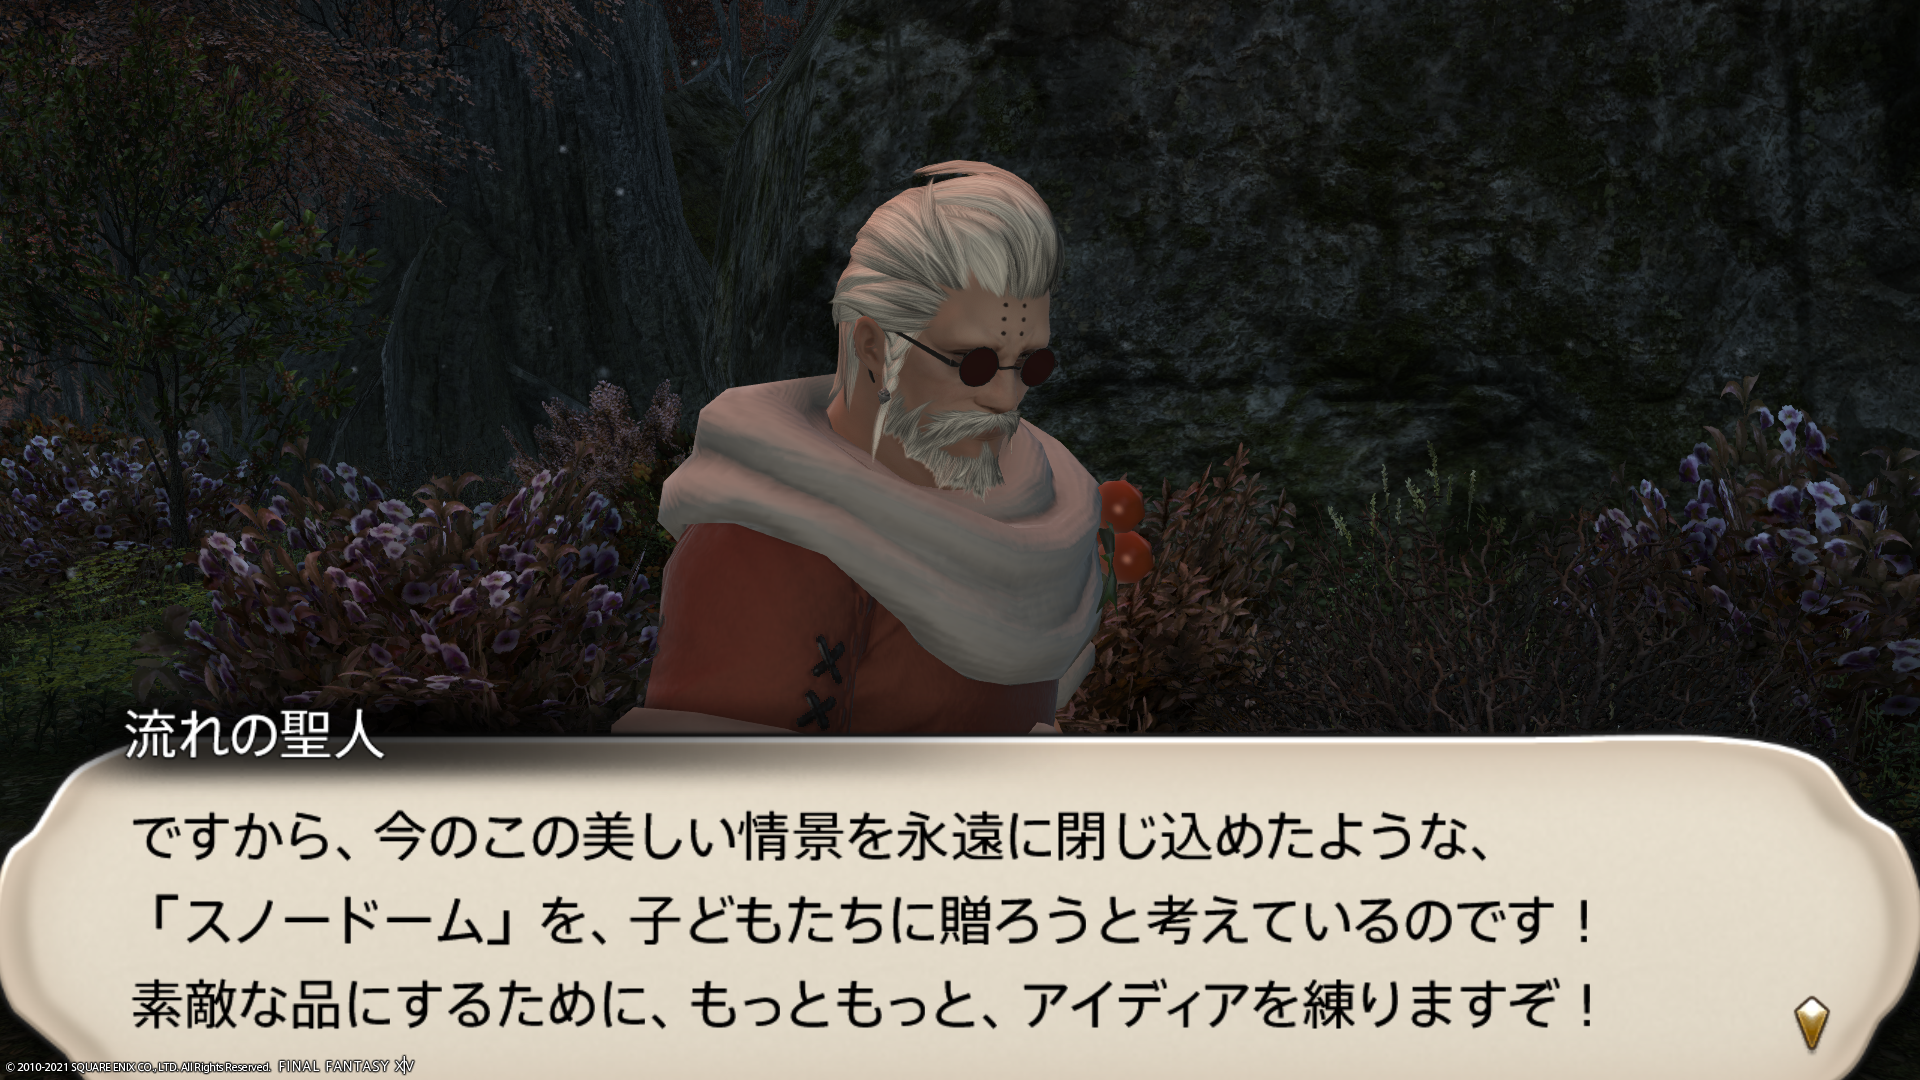 流れの聖人
ですから、今のこの美しい情景を永遠に閉じ込めたような、
「スノードーム」を、子どもたちに贈ろうと考えているのです！
素敵な品にするために、もっともっと、アイディアを練りますぞ！
© 2010-2021 SQUARE ENIX CO., LTD. All Rights Reserved. FINAL FANTASY XIV